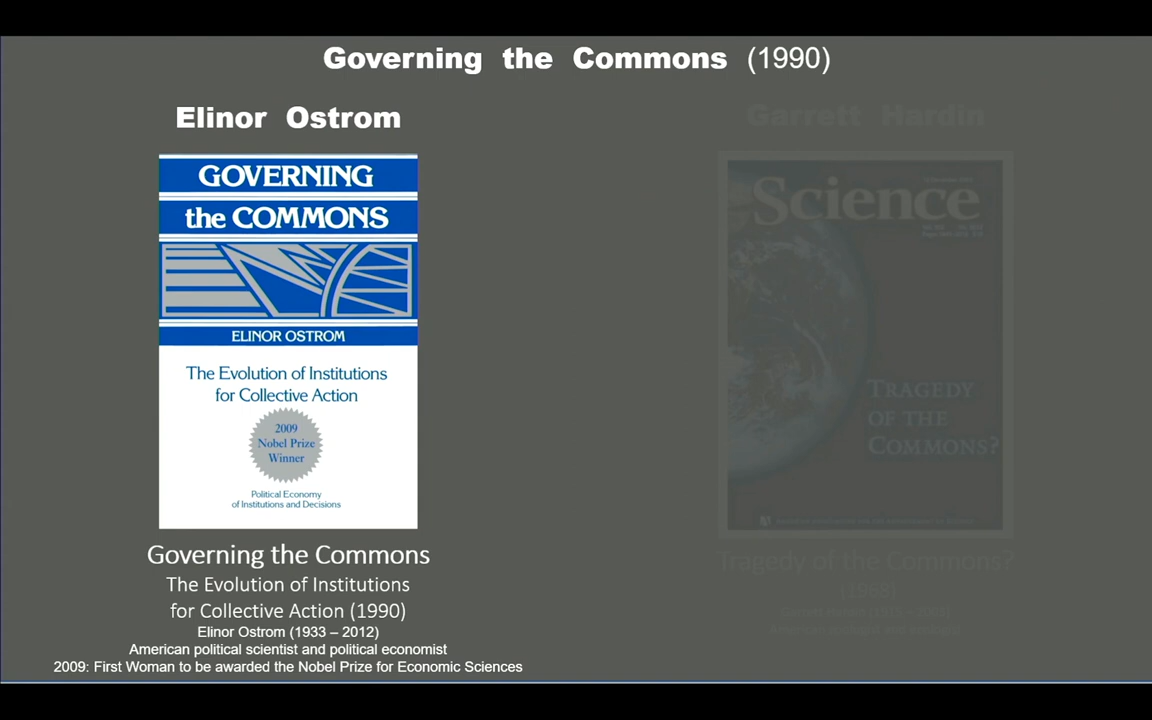 Governing the Commons (1990)
Elinor Ostrom
GOVERNING
the COMMONS
ELINOR OSTROM
The Evolution of Institutions
for Collective Action
2009
Nobel Prize
Winner
Political Economy
of Institutions and Decisions
Governing the Commons
The Evolution of Institutions
for Collective Action (1990)
Elinor Ostrom (1933 – 2012)
American political scientist and political economist
2009: First Woman to be awarded the Nobel Prize for Economic Sciences
Garrett Hardin
Science
TRAGEDY
OF THE
COMMONS?
Tragedy of the Commons?
(1968)